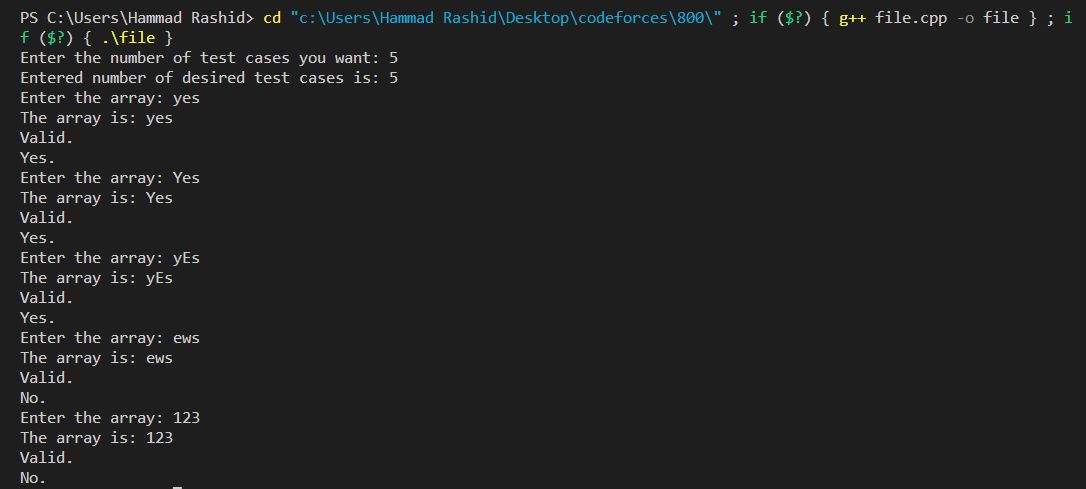 PS C:\Users\Hammad Rashid> cd "c:\Users\Hammad Rashid\Desktop\codeforces\800\" ; if ($?) { g++ file.cpp -o file } ; i
f ($?) { .\file }
Enter the number of test cases you want: 5
Entered number of desired test cases is: 5
Enter the array: yes
The array is: yes
Valid.
Yes.
Enter the array: Yes
The array is: Yes
Valid.
Yes.
Enter the array: yEs
The array is: yEs
Valid.
Yes.
Enter the array: ews
The array is: ews
Valid.
No.
Enter the array: 123
The array is: 123
Valid.
No.